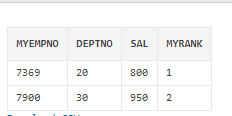 MYEMPNO DEPTNO SAL MYRANK
7369 20 800 1
7900 30 950 2